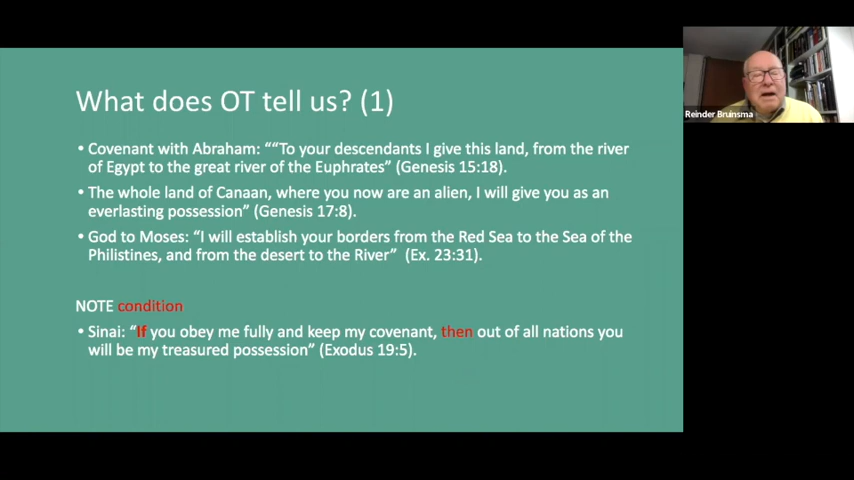 What does OT tell us? (1)
• Covenant with Abraham: ““To your descendants I give this land, from the river
of Egypt to the great river of the Euphrates” (Genesis 15:18).
• The whole land of Canaan, where you now are an alien, I will give you as an
everlasting possession” (Genesis 17:8).
• God to Moses: “I will establish your borders from the Red Sea to the Sea of the
Philistines, and from the desert to the River” (Ex. 23:31).
NOTE condition
• Sinai: “If you obey me fully and keep my covenant, then out of all nations you
will be my treasured possession” (Exodus 19:5).
Reinder Bruinsma